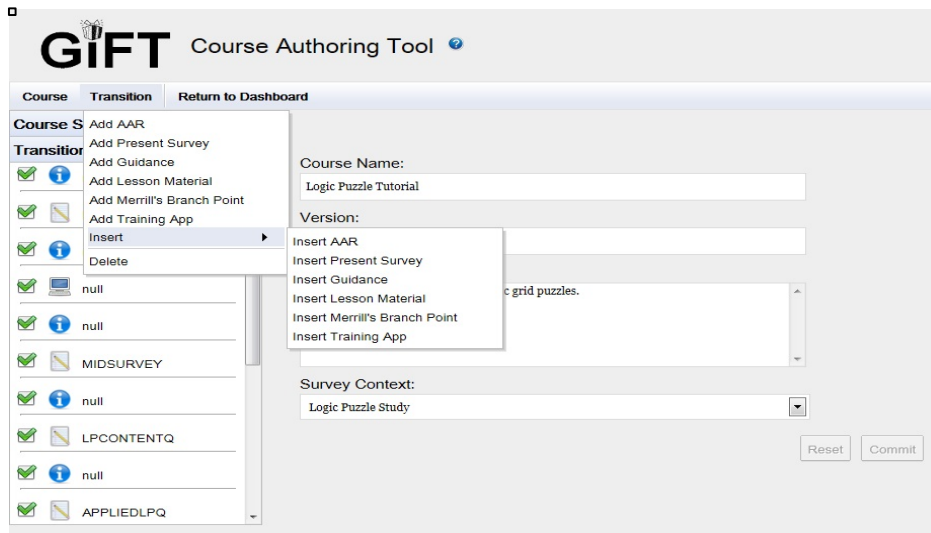 GiFT Course Authoring Tool ?
Course Transition Return to Dashboard
Course S
Transition
Add AAR
Add Present Survey
Add Guidance
Add Lesson Material
Add Merrill's Branch Point
Add Training App
Insert
Delete
Insert AAR
Insert Present Survey
Insert Guidance
Insert Lesson Material
Insert Merrill's Branch Point
Insert Training App
null
null
MIDSURVEY
null
LPCONTENTQ
null
APPLIEDLPQ
Course Name:
Logic Puzzle Tutorial
Version:
c grid puzzles.
Survey Context:
Logic Puzzle Study
Reset Commit